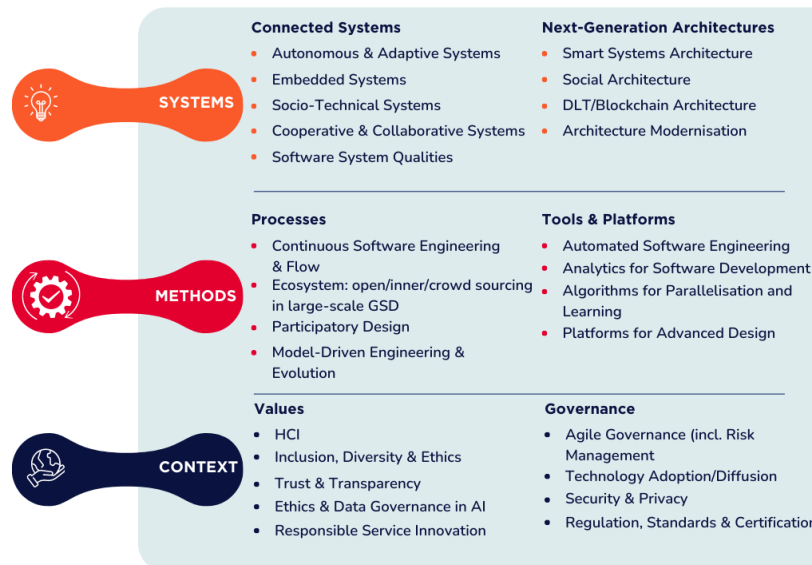 SYSTEMS
Connected Systems
• Autonomous & Adaptive Systems
• Embedded Systems
• Socio-Technical Systems
• Cooperative & Collaborative Systems
• Software System Qualities
Next-Generation Architectures
• Smart Systems Architecture
• Social Architecture
• DLT/Blockchain Architecture
• Architecture Modernisation
METHODS
Processes
• Continuous Software Engineering
& Flow
• Ecosystem: open/inner/crowd sourcing
in large-scale GSD
• Participatory Design
• Model-Driven Engineering &
Evolution
Tools & Platforms
• Automated Software Engineering
• Analytics for Software Development
• Algorithms for Parallelisation and
Learning
• Platforms for Advanced Design
CONTEXT
Values
• HCI
• Inclusion, Diversity & Ethics
• Trust & Transparency
• Ethics & Data Governance in AI
• Responsible Service Innovation
Governance
• Agile Governance (incl. Risk
Management
• Technology Adoption/Diffusion
• Security & Privacy
• Regulation, Standards & Certification